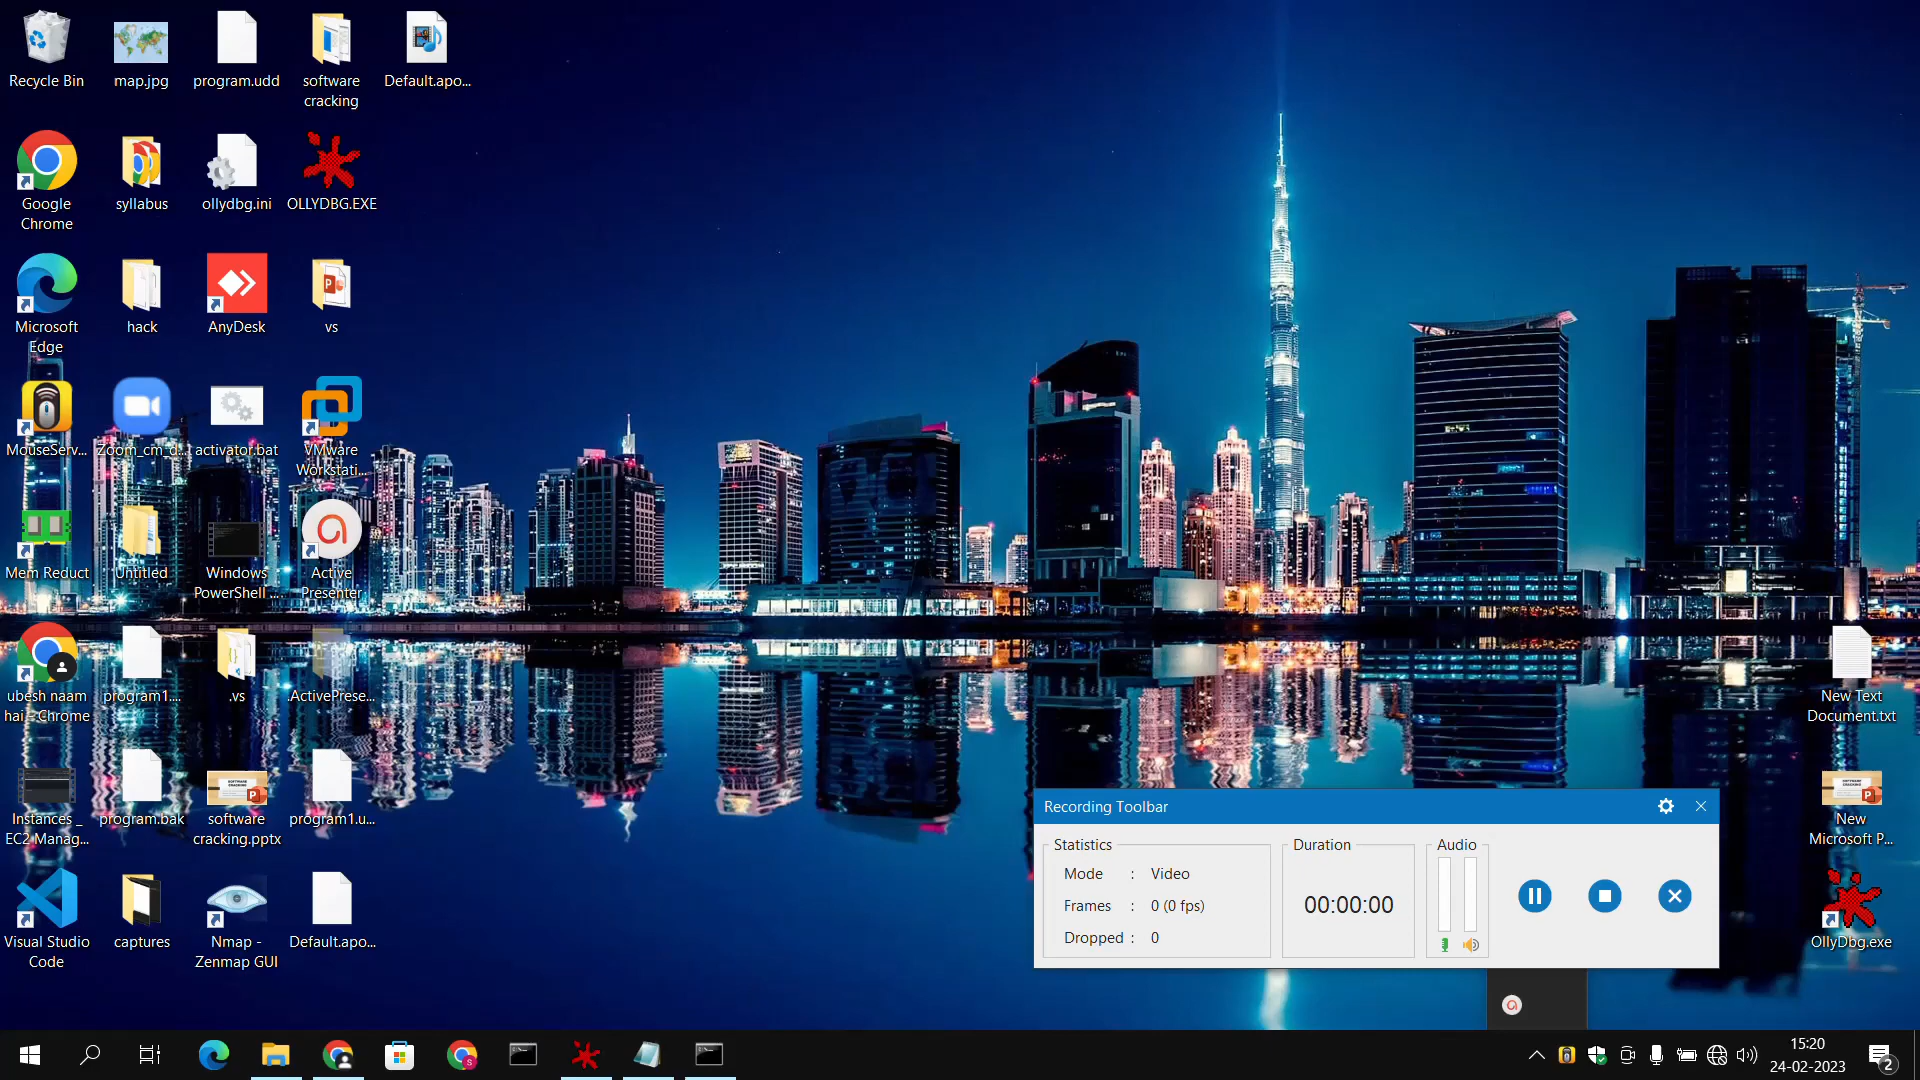 Recycle Bin
map.jpg
program.udd
software
cracking
Default.apo...
Google
Chrome
syllabus
ollydbg.ini
OLLYDBG.EXE
Microsoft
Edge
hack
AnyDesk
vs
MouseServ...
Zoom_cm_d...
activator.bat
VMware
Workstati...
Mem Reduct
Untitled
Windows
PowerShell ...
Active
Presenter
ubesh naam
hai - Chrome
program1....
.vs
.ActivePrese...
Instances _
EC2 Manag...
program.bak
software
cracking.pptx
program1.u...
Visual Studio
Code
captures
Nmap -
Zenmap GUI
Default.apo...
New Text
Document.txt
New
Microsoft P...
OllyDbg.exe
Recording Toolbar
Statistics
Mode : Video
Frames : 0 (0 fps)
Dropped : 0
Duration
00:00:00
Audio
15:20
24-02-2023
2